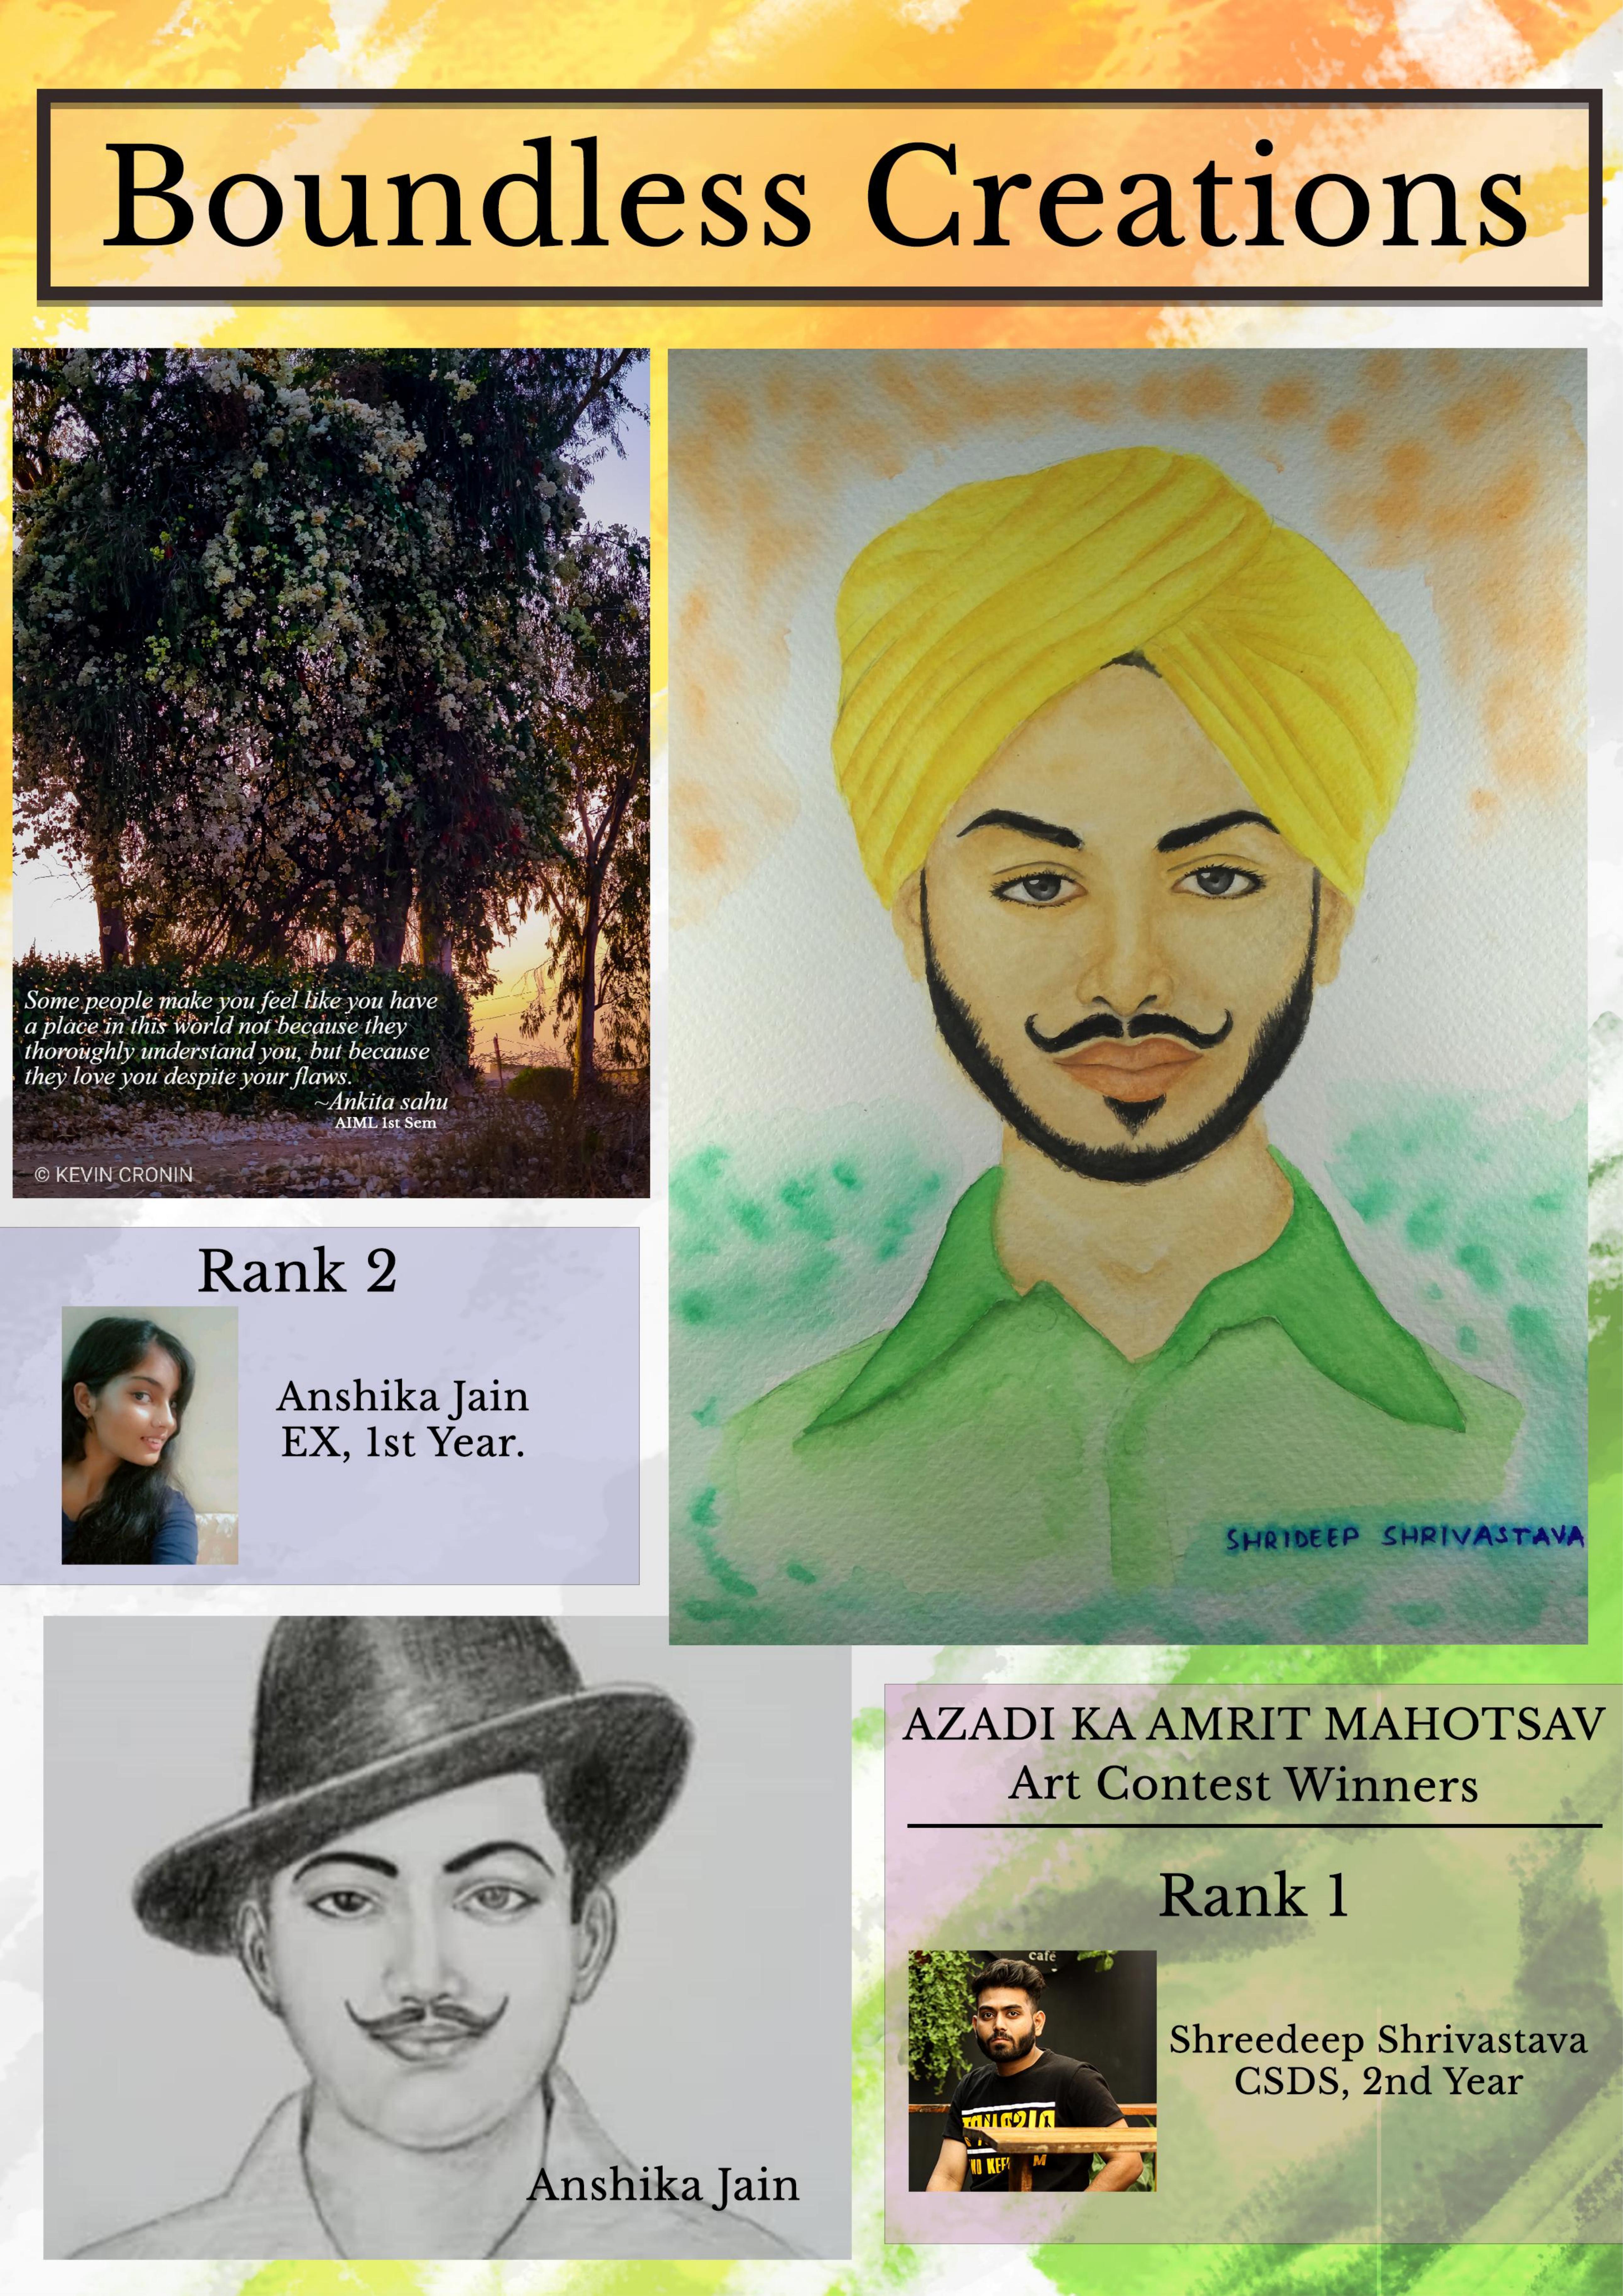 Boundless Creations
Some people make you feel like you have
a place in this world not because they
thoroughly understand you, but because
they love you despite your flaws.
~Ankita sahu
AIML 1st Sem
© KEVIN CRONIN
SHRIDEEP SHRIVASTAVA
Rank 2
Anshika Jain
EX, 1st Year.
Anshika Jain
AZADI KA AMRIT MAHOTSAV
Art Contest Winners
Rank 1
café
Shreedeep Shrivastava
CSDS, 2nd Year